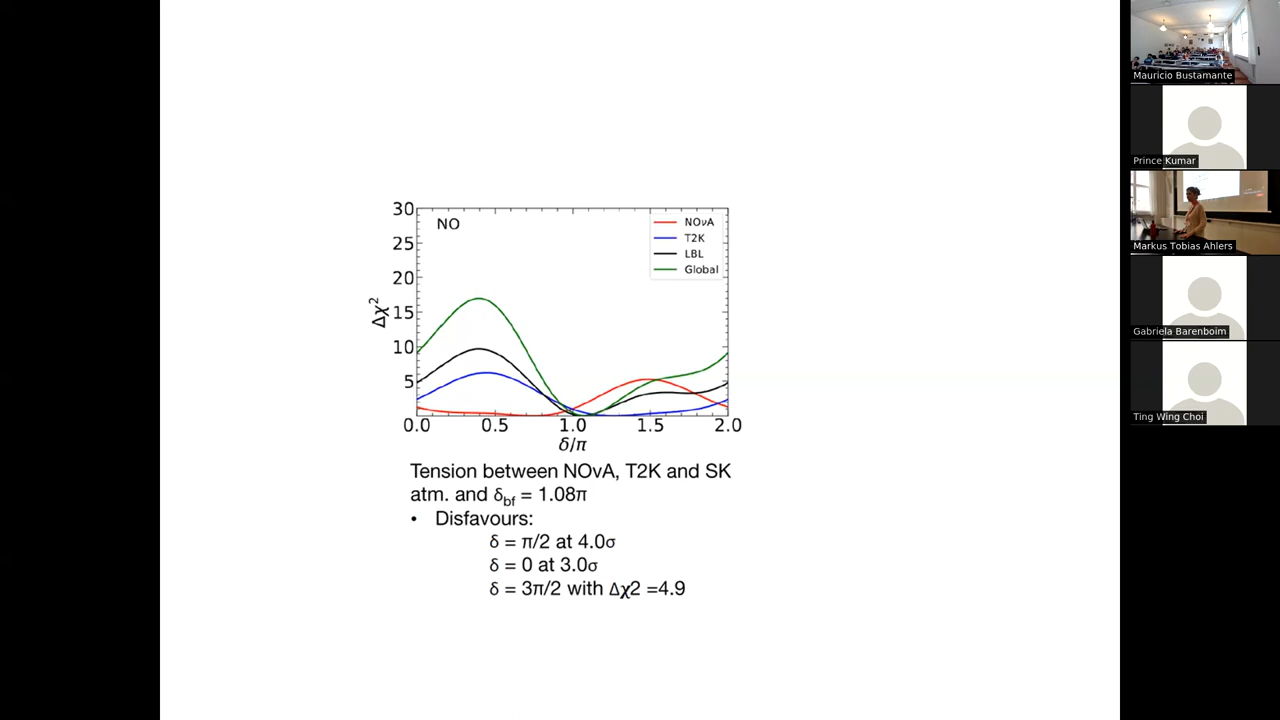 NO
NOνA
T2K
LBL
Global
30
25
20
15
10
5
Δχ²
0.0 0.5 1.0 1.5 2.0
δ/π
Tension between NOvA, T2K and SK
atm. and δbf = 1.08π
• Disfavours:
δ = π/2 at 4.0σ
δ = 0 at 3.0σ
δ = 3π/2 with Δχ2 =4.9
Mauricio Bustamante
Prince Kumar
Markus Tobias Ahlers
Gabriela Barenboim
Ting Wing Choi